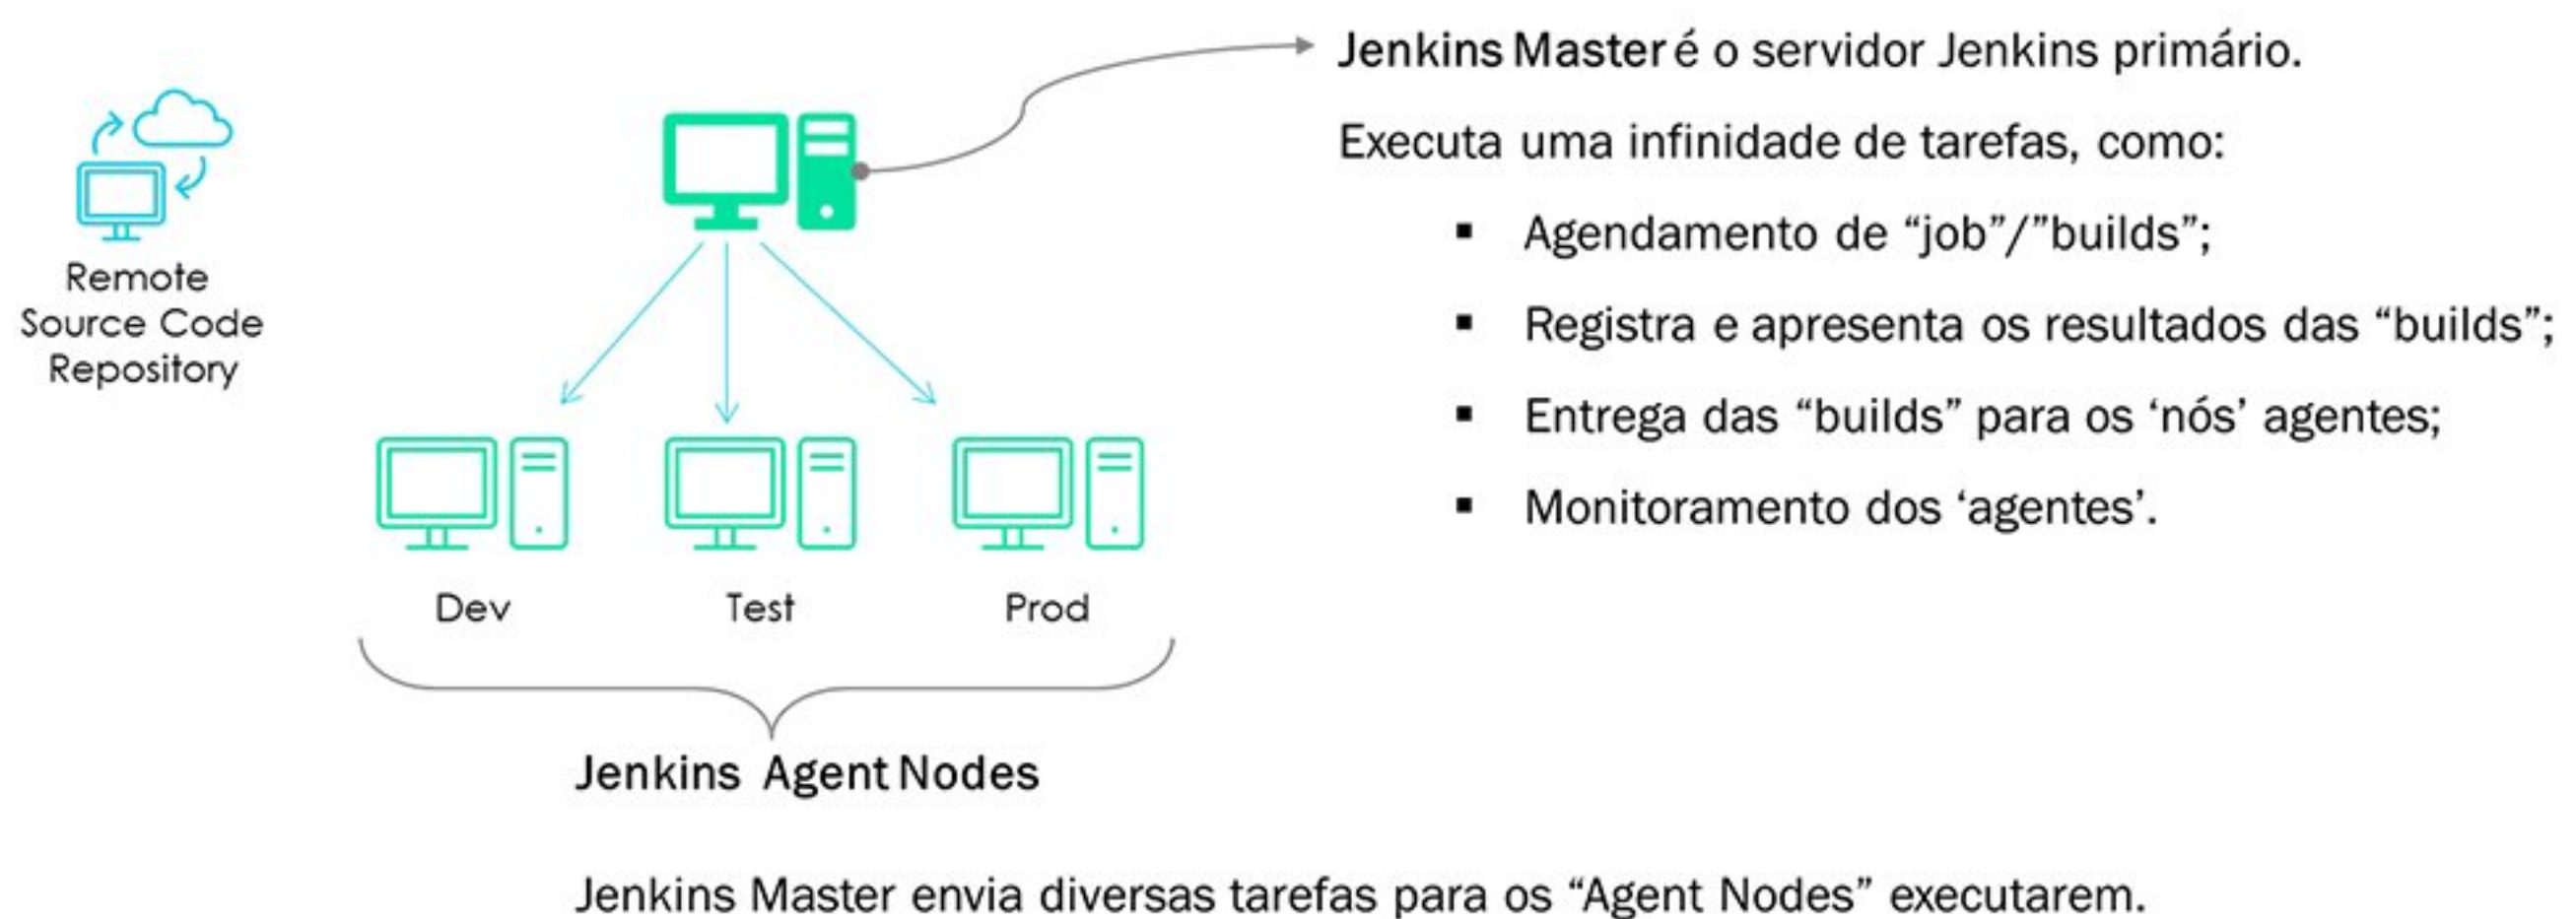 Jenkins Master é o servidor Jenkins primário.
Executa uma infinidade de tarefas, como:
▪ Agendamento de “job”/”builds”;
▪ Registra e apresenta os resultados das “builds”;
▪ Entrega das “builds” para os ‘nós’ agentes;
▪ Monitoramento dos ‘agentes’.
Remote
Source Code
Repository
Dev
Test
Prod
Jenkins Agent Nodes
Jenkins Master envia diversas tarefas para os “Agent Nodes” executarem.